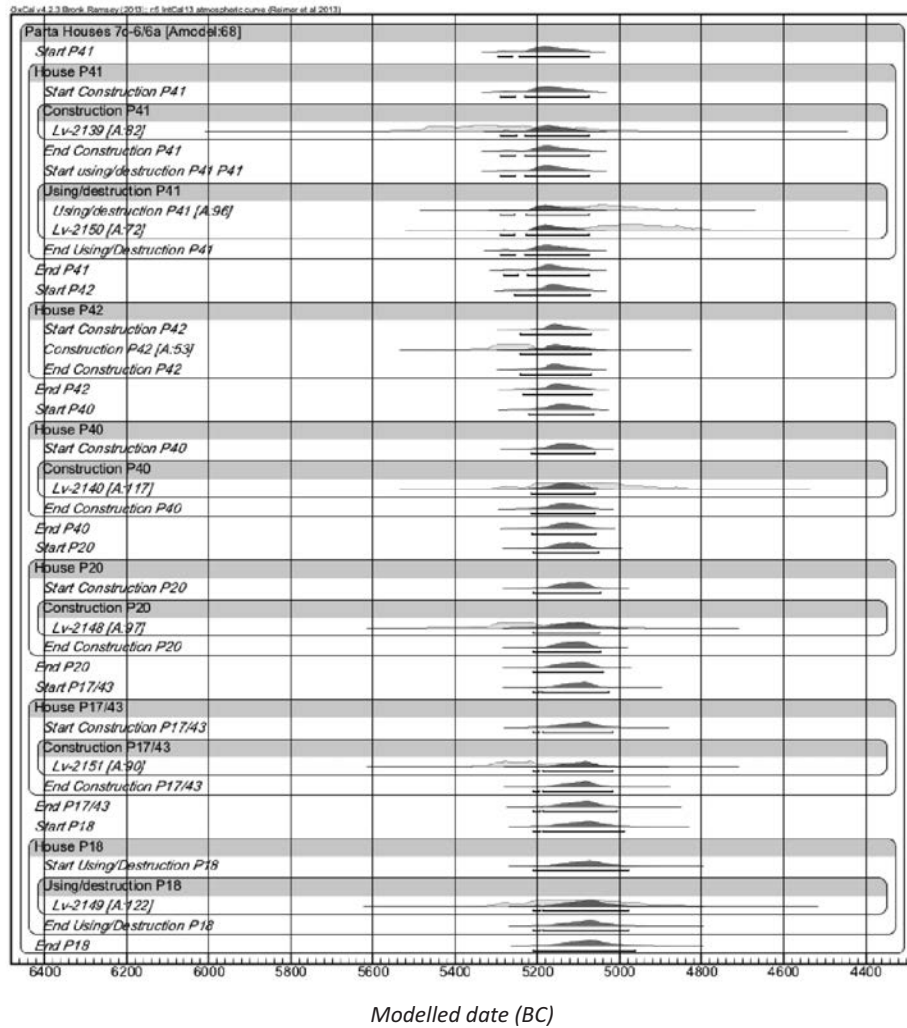 OxCal v4.2.3 Bronk Ramsey (2013); r:5 IntCal13 atmospheric curve (Reimer et al 2013)
Parta Houses 7c-6/6a [Amodel:68]
Start P41
House P41
Start Construction P41
Construction P41
Lv-2139 [A:82]
End Construction P41
Start using/destruction P41 P41
Using/destruction P41
Using/destruction P41 [A:96]
Lv-2150 [A:72]
End Using/Destruction P41
End P41
Start P42
House P42
Start Construction P42
Construction P42 [A:53]
End Construction P42
End P42
Start P40
House P40
Start Construction P40
Construction P40
Lv-2140 [A:117]
End Construction P40
End P40
Start P20
House P20
Start Construction P20
Construction P20
Lv-2148 [A:97]
End Construction P20
End P20
Start P17/43
House P17/43
Start Construction P17/43
Construction P17/43
Lv-2151 [A:90]
End Construction P17/43
End P17/43
Start P18
House P18
Start Using/Destruction P18
Using/destruction P18
Lv-2149 [A:122]
End Using/Destruction P18
End P18
6400 6200 6000 5800 5600 5400 5200 5000 4800 4600 4400
Modelled date (BC)